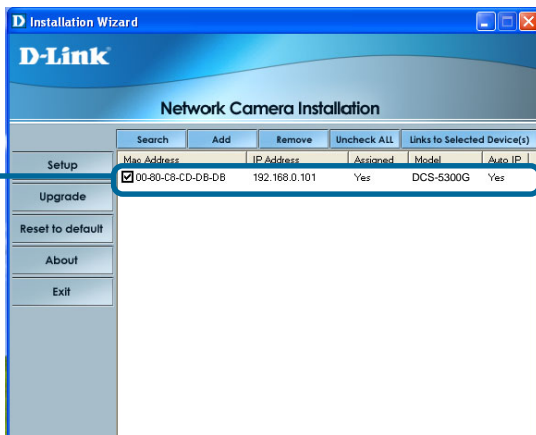 D Installation Wizard
D-Link
Network Camera Installation
Search Add Remove Uncheck ALL Links to Selected Device(s)
Mac Address IP Address Assigned Model Auto IP
00-80-C8-CD-DB-DB 192.168.0.101 Yes DCS-5300G Yes
Setup
Upgrade
Reset to default
About
Exit